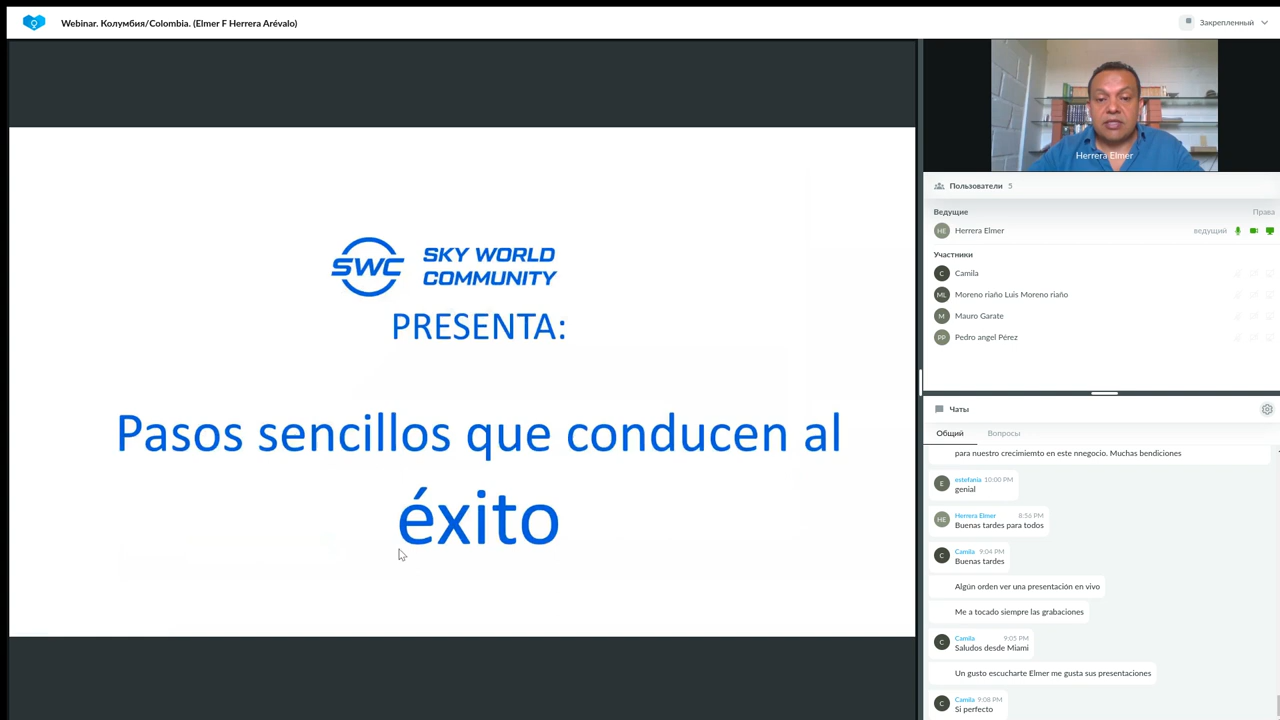 Webinar. Колумбия/Colombia. (Elmer F Herrera Arévalo)
Закрепленный
SWC SKY WORLD
COMMUNITY
PRESENTA:
Pasos sencillos que conducen al
éxito
Herrera Elmer
Пользователи 5
Ведущие Права
HE Herrera Elmer ведущий
Участники
C Camila
ML Moreno riaño Luis Moreno riaño
M Mauro Garate
PP Pedro angel Pérez
Чаты
Общий Вопросы
para nuestro crecimiemto en este nnegocio. Muchas bendiciones
E estefania 10:00 PM
genial
HE Herrera Elmer 8:56 PM
Buenas tardes para todos
C Camila 9:04 PM
Buenas tardes
Algún orden ver una presentación en vivo
Me a tocado siempre las grabaciones
C Camila 9:05 PM
Saludos desde Miami
Un gusto escucharte Elmer me gusta sus presentaciones
C Camila 9:08 PM
Si perfecto